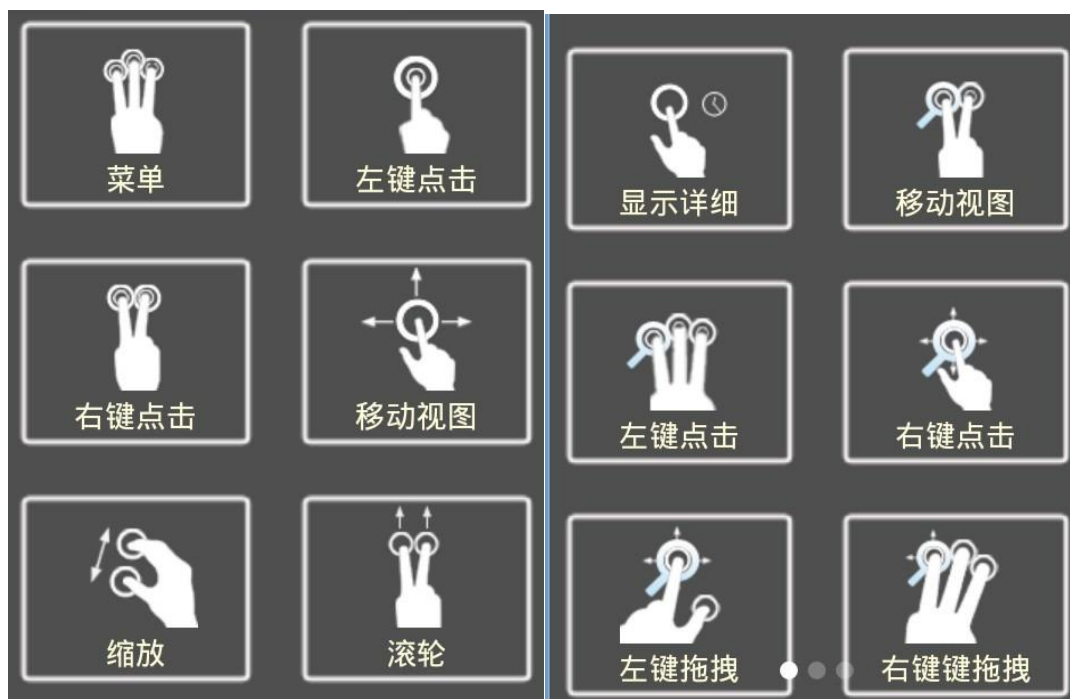 菜单
左键点击
右键点击
移动视图
缩放
滚轮
显示详细
移动视图
左键点击
右键点击
左键拖拽
右键键拖拽